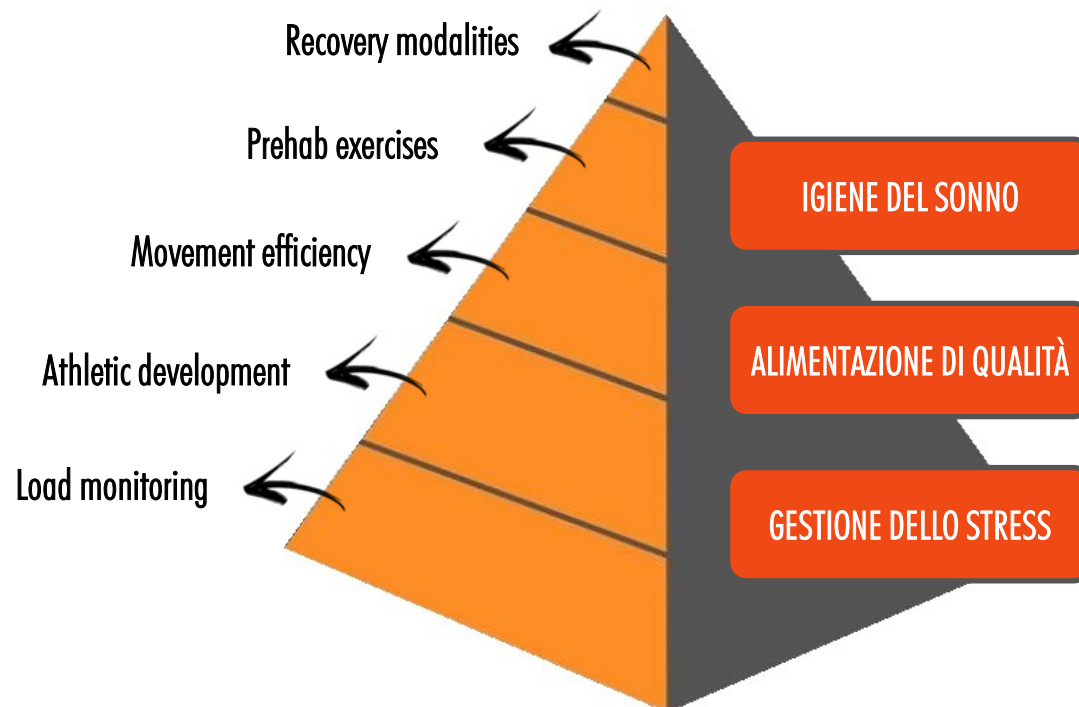 Recovery modalities
Prehab exercises
IGIENE DEL SONNO
Movement efficiency
ALIMENTAZIONE DI QUALITÀ
Athletic development
Load monitoring
GESTIONE DELLO STRESS